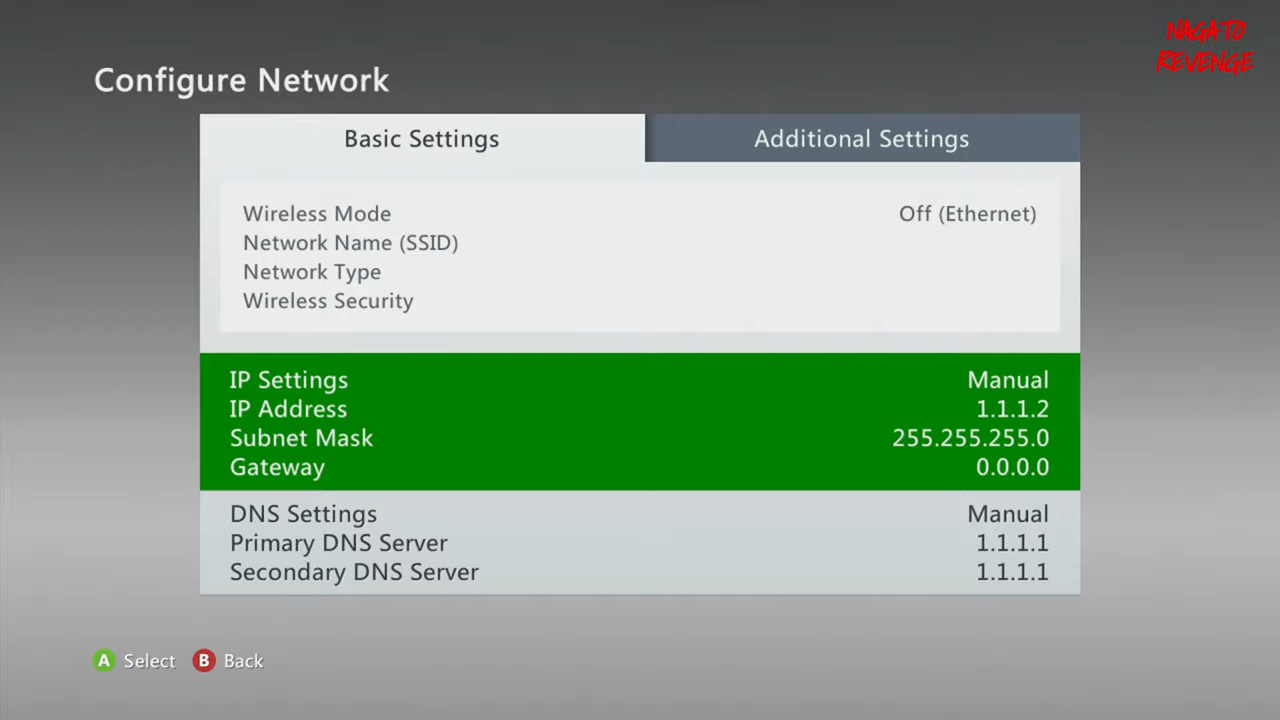 NAGATO
REVENGE
Configure Network
Basic Settings
Additional Settings
Wireless Mode Off (Ethernet)
Network Name (SSID)
Network Type
Wireless Security
IP Settings Manual
IP Address 1.1.1.2
Subnet Mask 255.255.255.0
Gateway 0.0.0.0
DNS Settings Manual
Primary DNS Server 1.1.1.1
Secondary DNS Server 1.1.1.1
A Select B Back